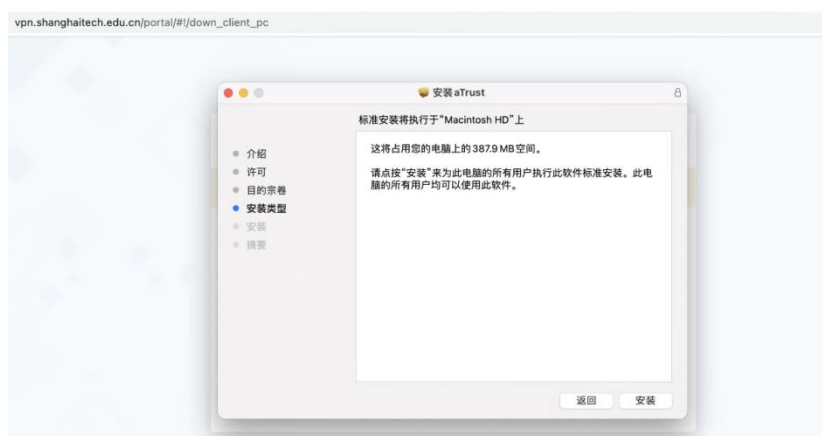 vpn.shanghaitech.edu.cn/portal/#!/down_client_pc
安装 aTrust
标准安装将执行于“Macintosh HD”上
介绍
许可
目的宗卷
安装类型
安装
摘要
这将占用您的电脑上的 387.9 MB 空间。
请点按“安装”来为此电脑的所有用户执行此软件标准安装。此电
脑的所有用户均可以使用此软件。
返回
安装